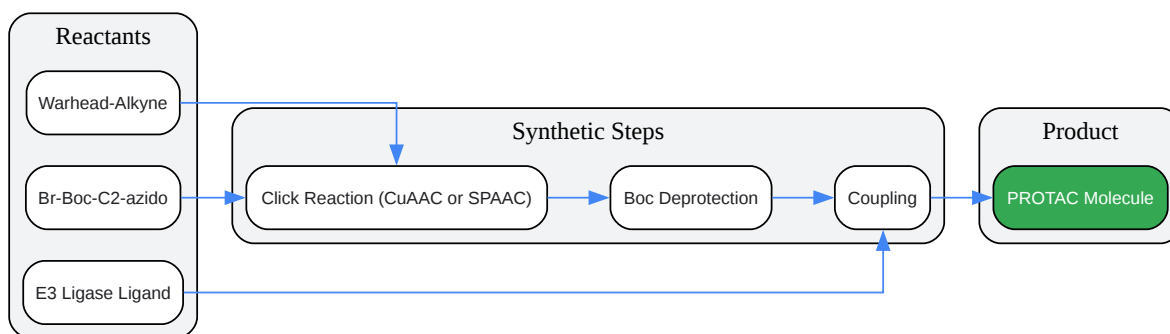 Reactants
Warhead-Alkyne
Br-Boc-C2-azido
E3 Ligase Ligand
Synthetic Steps
Click Reaction (CuAAC or SPAAC)
Boc Deprotection
Coupling
Product
PROTAC Molecule